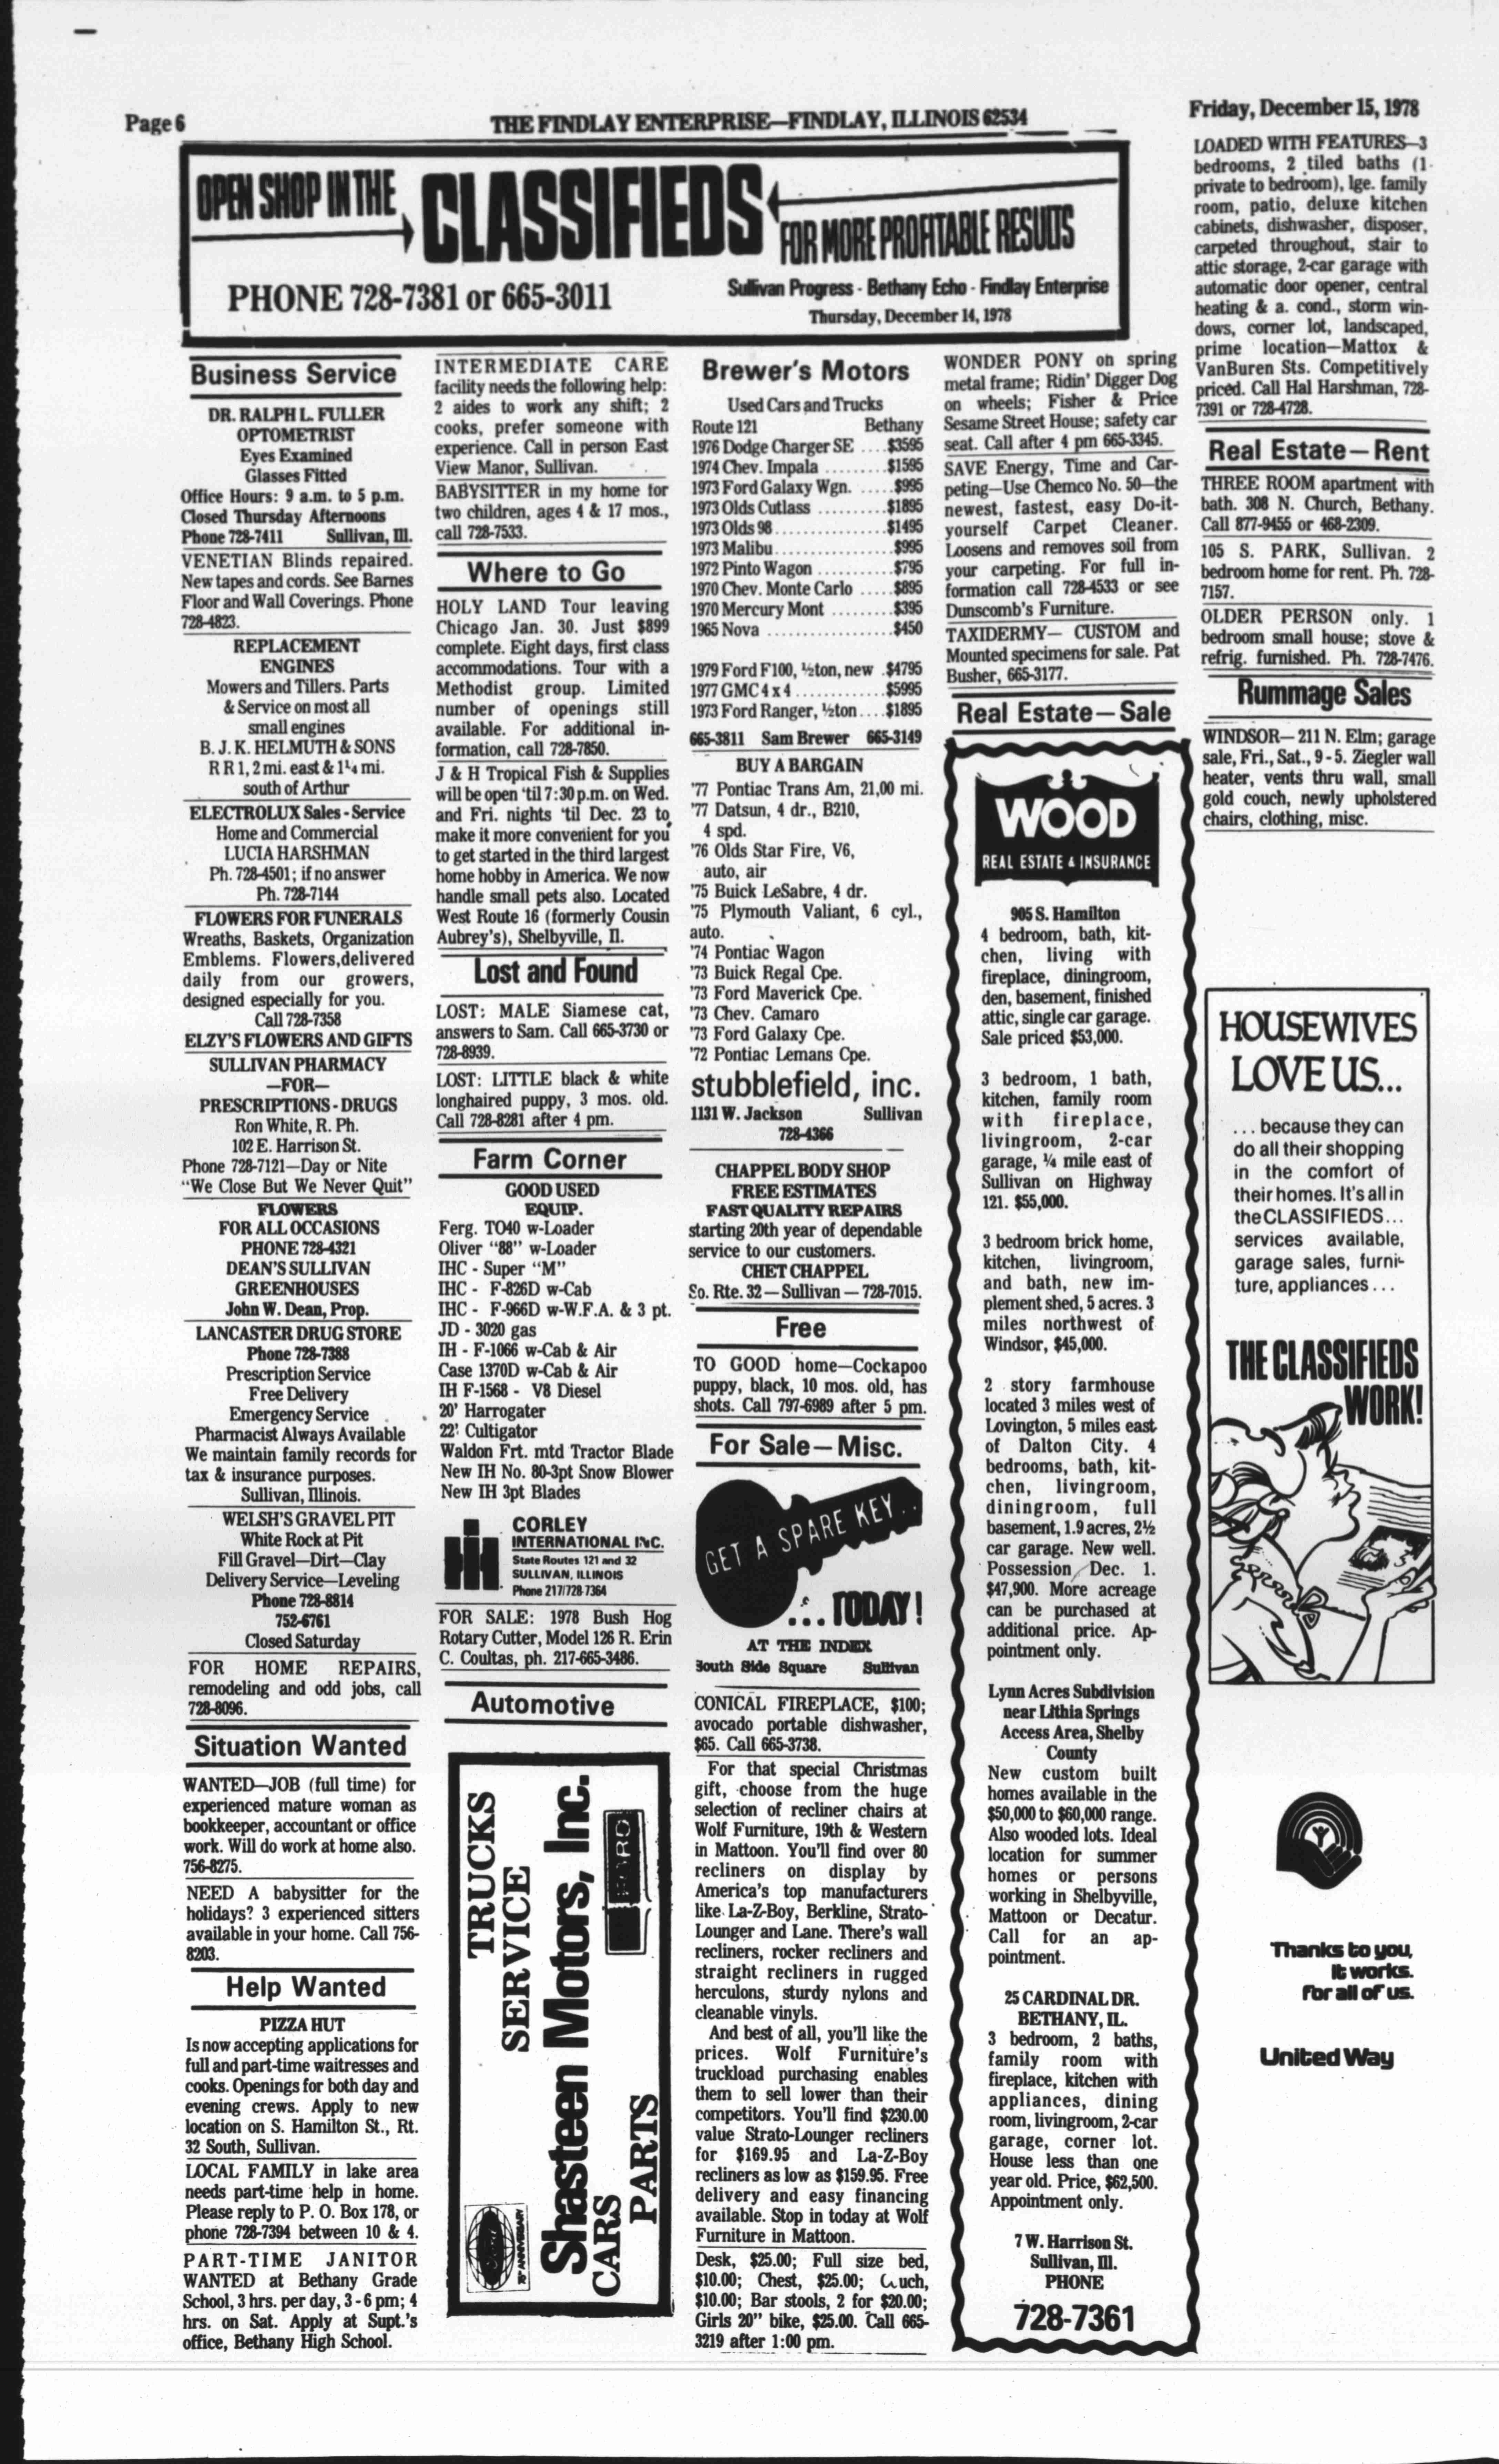 Page 6
THE FINDLAY ENTERPRISE—FINDLAY, ILLINOIS 62534
Friday, December 15, 1978
OPEN SHOP IN THE
CLASSIFIEDS
FOR MORE PROFITABLE RESULTS
PHONE 728-7381 or 665-3011
Sullivan Progress - Bethany Echo - Findlay Enterprise
Thursday, December 14, 1978
Business Service
DR. RALPH L. FULLER
OPTOMETRIST
Eyes Examined
Glasses Fitted
Office Hours: 9 a.m. to 5 p.m.
Closed Thursday Afternoons
Phone 728-7411 Sullivan, Ill.
VENETIAN Blinds repaired.
New tapes and cords. See Barnes
Floor and Wall Coverings. Phone
728-4823.
REPLACEMENT
ENGINES
Mowers and Tillers. Parts
& Service on most all
small engines
B. J. K. HELMUTH & SONS
R R 1, 2 mi. east & 1¼ mi.
south of Arthur
ELECTROLUX Sales - Service
Home and Commercial
LUCIA HARSHMAN
Ph. 728-4501; if no answer
Ph. 728-7144
FLOWERS FOR FUNERALS
Wreaths, Baskets, Organization
Emblems. Flowers,delivered
daily from our growers,
designed especially for you.
Call 728-7358
ELZY'S FLOWERS AND GIFTS
SULLIVAN PHARMACY
—FOR—
PRESCRIPTIONS - DRUGS
Ron White, R. Ph.
102 E. Harrison St.
Phone 728-7121—Day or Nite
"We Close But We Never Quit"
FLOWERS
FOR ALL OCCASIONS
PHONE 728-4321
DEAN'S SULLIVAN
GREENHOUSES
John W. Dean, Prop.
LANCASTER DRUG STORE
Phone 728-7388
Prescription Service
Free Delivery
Emergency Service
Pharmacist Always Available
We maintain family records for
tax & insurance purposes.
Sullivan, Illinois.
WELSH'S GRAVEL PIT
White Rock at Pit
Fill Gravel—Dirt—Clay
Delivery Service—Leveling
Phone 728-8814
752-6761
Closed Saturday
FOR HOME REPAIRS,
remodeling and odd jobs, call
728-8096.
Situation Wanted
WANTED—JOB (full time) for
experienced mature woman as
bookkeeper, accountant or office
work. Will do work at home also.
756-8275.
NEED A babysitter for the
holidays? 3 experienced sitters
available in your home. Call 756-
8203.
Help Wanted
PIZZA HUT
Is now accepting applications for
full and part-time waitresses and
cooks. Openings for both day and
evening crews. Apply to new
location on S. Hamilton St., Rt.
32 South, Sullivan.
LOCAL FAMILY in lake area
needs part-time help in home.
Please reply to P. O. Box 178, or
phone 728-7394 between 10 & 4.
PART-TIME JANITOR
WANTED at Bethany Grade
School, 3 hrs. per day, 3 - 6 pm; 4
hrs. on Sat. Apply at Supt.'s
office, Bethany High School.
INTERMEDIATE CARE
facility needs the following help:
2 aides to work any shift; 2
cooks, prefer someone with
experience. Call in person East
View Manor, Sullivan.
BABYSITTER in my home for
two children, ages 4 & 17 mos.,
call 728-7533.
Where to Go
HOLY LAND Tour leaving
Chicago Jan. 30. Just $899
complete. Eight days, first class
accommodations. Tour with a
Methodist group. Limited
number of openings still
available. For additional in-
formation, call 728-7850.
J & H Tropical Fish & Supplies
will be open 'til 7:30 p.m. on Wed.
and Fri. nights 'til Dec. 23 to
make it more convenient for you
to get started in the third largest
home hobby in America. We now
handle small pets also. Located
West Route 16 (formerly Cousin
Aubrey's), Shelbyville, Il.
Lost and Found
LOST: MALE Siamese cat,
answers to Sam. Call 665-3730 or
728-8939.
LOST: LITTLE black & white
longhaired puppy, 3 mos. old.
Call 728-8281 after 4 pm.
Farm Corner
GOOD USED
EQUIP.
Ferg. TO40 w-Loader
Oliver "88" w-Loader
IHC - Super "M"
IHC - F-826D w-Cab
IHC - F-966D w-W.F.A. & 3 pt.
JD - 3020 gas
IH - F-1066 w-Cab & Air
Case 1370D w-Cab & Air
IH F-1568 - V8 Diesel
20' Harrogater
22' Cultigator
Waldon Frt. mtd Tractor Blade
New IH No. 80-3pt Snow Blower
New IH 3pt Blades
CORLEY
INTERNATIONAL INC.
State Routes 121 and 32
SULLIVAN, ILLINOIS
Phone 217/728-7364
FOR SALE: 1978 Bush Hog
Rotary Cutter, Model 126 R. Erin
C. Coultas, ph. 217-665-3486.
Automotive
TRUCKS
SERVICE
Shasteen Motors, Inc.
FORD
CARS
PARTS
Ford
75th ANNIVERSARY
Brewer's Motors
Used Cars and Trucks
Route 121 Bethany
1976 Dodge Charger SE .... $3595
1974 Chev. Impala ........ $1595
1973 Ford Galaxy Wgn. ..... $995
1973 Olds Cutlass .......... $1895
1973 Olds 98 ............... $1495
1973 Malibu ............... $995
1972 Pinto Wagon .......... $795
1970 Chev. Monte Carlo ..... $895
1970 Mercury Mont ........ $395
1965 Nova ................ $450
1979 Ford F100, ½ton, new . $4795
1977 GMC 4 x 4 ............ $5995
1973 Ford Ranger, ½ton .... $1895
665-3811 Sam Brewer 665-3149
BUY A BARGAIN
'77 Pontiac Trans Am, 21,00 mi.
'77 Datsun, 4 dr., B210,
4 spd.
'76 Olds Star Fire, V6,
auto, air
'75 Buick LeSabre, 4 dr.
'75 Plymouth Valiant, 6 cyl.,
auto.
'74 Pontiac Wagon
'73 Buick Regal Cpe.
'73 Ford Maverick Cpe.
'73 Chev. Camaro
'73 Ford Galaxy Cpe.
'72 Pontiac Lemans Cpe.
stubblefield, inc.
1131 W. Jackson Sullivan
728-4366
CHAPPEL BODY SHOP
FREE ESTIMATES
FAST QUALITY REPAIRS
starting 20th year of dependable
service to our customers.
CHET CHAPPEL
So. Rte. 32 — Sullivan — 728-7015.
Free
TO GOOD home—Cockapoo
puppy, black, 10 mos. old, has
shots. Call 797-6989 after 5 pm.
For Sale—Misc.
GET A SPARE KEY...
...TODAY!
AT THE INDEX
South Side Square Sullivan
CONICAL FIREPLACE, $100;
avocado portable dishwasher,
$65. Call 665-3738.
For that special Christmas
gift, choose from the huge
selection of recliner chairs at
Wolf Furniture, 19th & Western
in Mattoon. You'll find over 80
recliners on display by
America's top manufacturers
like La-Z-Boy, Berkline, Strato-
Lounger and Lane. There's wall
recliners, rocker recliners and
straight recliners in rugged
herculons, sturdy nylons and
cleanable vinyls.
And best of all, you'll like the
prices. Wolf Furniture's
truckload purchasing enables
them to sell lower than their
competitors. You'll find $230.00
value Strato-Lounger recliners
for $169.95 and La-Z-Boy
recliners as low as $159.95. Free
delivery and easy financing
available. Stop in today at Wolf
Furniture in Mattoon.
Desk, $25.00; Full size bed,
$10.00; Chest, $25.00; Couch,
$10.00; Bar stools, 2 for $20.00;
Girls 20" bike, $25.00. Call 665-
3219 after 1:00 pm.
WONDER PONY on spring
metal frame; Ridin' Digger Dog
on wheels; Fisher & Price
Sesame Street House; safety car
seat. Call after 4 pm 665-3345.
SAVE Energy, Time and Car-
peting—Use Chemco No. 50—the
newest, fastest, easy Do-it-
yourself Carpet Cleaner.
Loosens and removes soil from
your carpeting. For full in-
formation call 728-4533 or see
Dunscomb's Furniture.
TAXIDERMY— CUSTOM and
Mounted specimens for sale. Pat
Busher, 665-3177.
Real Estate—Sale
WOOD
REAL ESTATE & INSURANCE
905 S. Hamilton
4 bedroom, bath, kit-
chen, living with
fireplace, diningroom,
den, basement, finished
attic, single car garage.
Sale priced $53,000.
3 bedroom, 1 bath,
kitchen, family room
with fireplace,
livingroom, 2-car
garage, ¼ mile east of
Sullivan on Highway
121. $55,000.
3 bedroom brick home,
kitchen, livingroom,
and bath, new im-
plement shed, 5 acres. 3
miles northwest of
Windsor, $45,000.
2 story farmhouse
located 3 miles west of
Lovington, 5 miles east
of Dalton City. 4
bedrooms, bath, kit-
chen, livingroom,
diningroom, full
basement, 1.9 acres, 2½
car garage. New well.
Possession Dec. 1.
$47,900. More acreage
can be purchased at
additional price. Ap-
pointment only.
Lynn Acres Subdivision
near Lithia Springs
Access Area, Shelby
County
New custom built
homes available in the
$50,000 to $60,000 range.
Also wooded lots. Ideal
location for summer
homes or persons
working in Shelbyville,
Mattoon or Decatur.
Call for an ap-
pointment.
25 CARDINAL DR.
BETHANY, IL.
3 bedroom, 2 baths,
family room with
fireplace, kitchen with
appliances, dining
room, livingroom, 2-car
garage, corner lot.
House less than one
year old. Price, $62,500.
Appointment only.
7 W. Harrison St.
Sullivan, Ill.
PHONE
728-7361
LOADED WITH FEATURES—3
bedrooms, 2 tiled baths (1-
private to bedroom), lge. family
room, patio, deluxe kitchen
cabinets, dishwasher, disposer,
carpeted throughout, stair to
attic storage, 2-car garage with
automatic door opener, central
heating & a. cond., storm win-
dows, corner lot, landscaped,
prime location—Mattox &
VanBuren Sts. Competitively
priced. Call Hal Harshman, 728-
7391 or 728-4728.
Real Estate—Rent
THREE ROOM apartment with
bath. 308 N. Church, Bethany.
Call 877-9455 or 468-2309.
105 S. PARK, Sullivan. 2
bedroom home for rent. Ph. 728-
7157.
OLDER PERSON only. 1
bedroom small house; stove &
refrig. furnished. Ph. 728-7476.
Rummage Sales
WINDSOR— 211 N. Elm; garage
sale, Fri., Sat., 9 - 5. Ziegler wall
heater, vents thru wall, small
gold couch, newly upholstered
chairs, clothing, misc.
HOUSEWIVES
LOVE US...
...because they can
do all their shopping
in the comfort of
their homes. It's all in
the CLASSIFIEDS...
services available,
garage sales, furni-
ture, appliances...
THE CLASSIFIEDS
WORK!
Thanks to you,
it works.
for all of us.
United Way